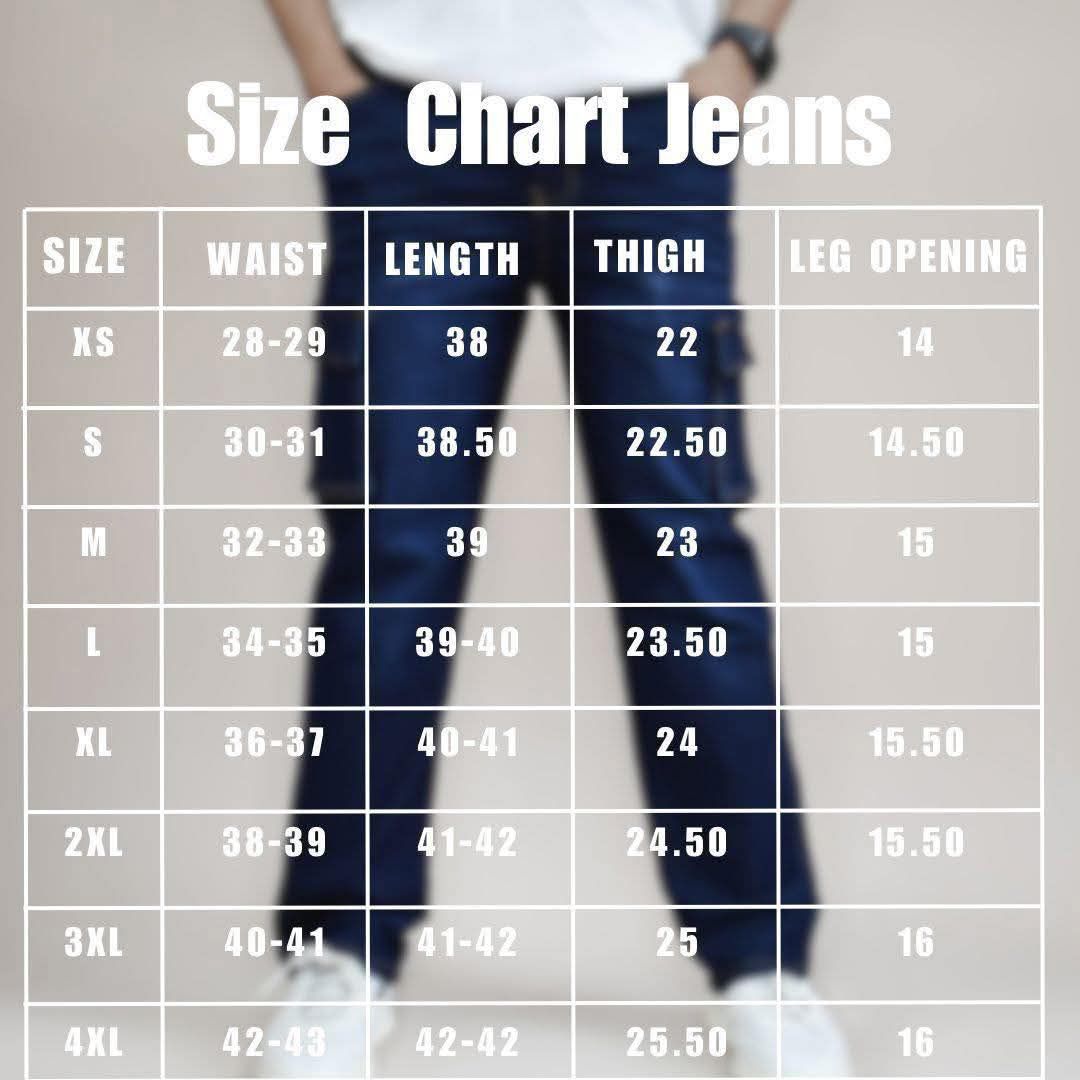 Size Chart Jeans
SIZE WAIST LENGTH THIGH LEG OPENING
XS 28-29 38 22 14
S 30-31 38.50 22.50 14.50
M 32-33 39 23 15
L 34-35 39-40 23.50 15
XL 36-37 40-41 24 15.50
2XL 38-39 41-42 24.50 15.50
3XL 40-41 41-42 25 16
4XL 42-43 42-42 25.50 16